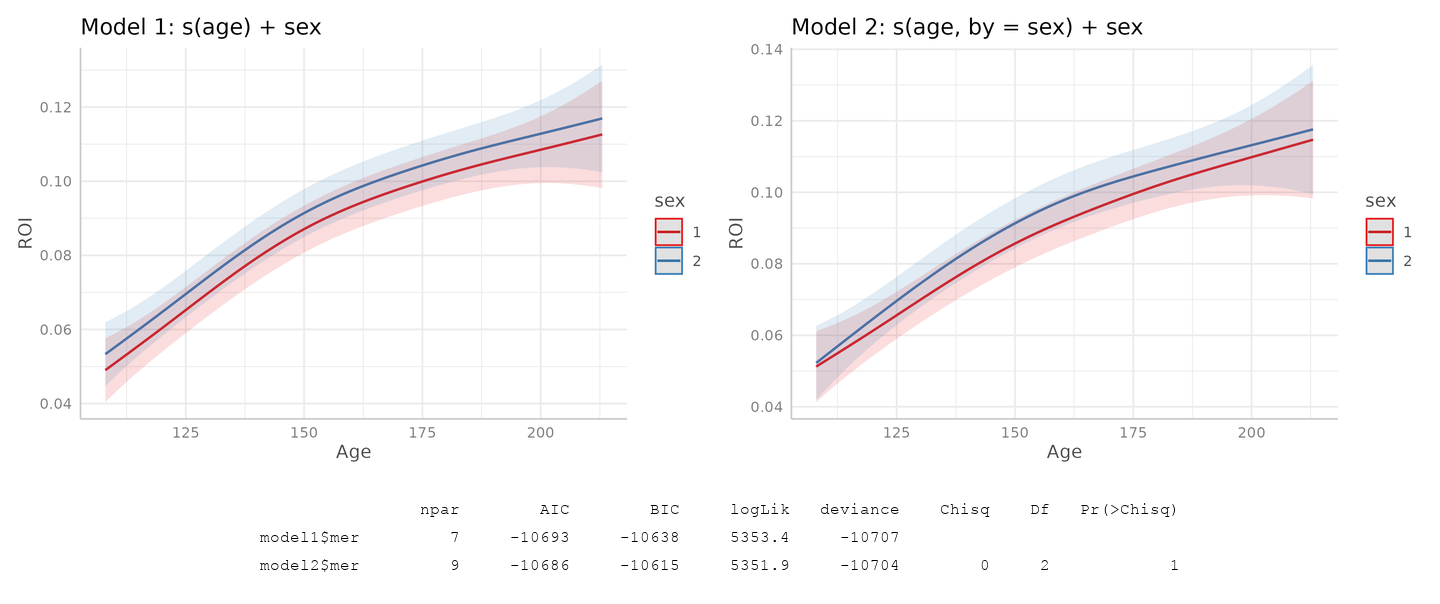 Model 1: s(age) + sex
0.12
0.10
0.08
0.06
0.04
ROI
125 150 175 200
Age
sex
1
2
Model 2: s(age, by = sex) + sex
0.14
0.12
0.10
0.08
0.06
0.04
ROI
125 150 175 200
Age
sex
1
2
npar AIC BIC logLik deviance Chisq Df Pr(>Chisq)
model1$mer 7 -10693 -10638 5353.4 -10707
model2$mer 9 -10686 -10615 5351.9 -10704 0 2 1